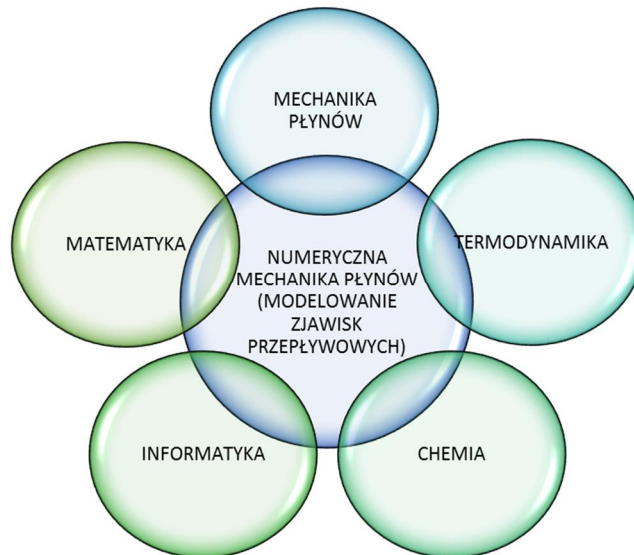 MECHANIKA
PŁYNÓW
MATEMATYKA
TERMODYNAMIKA
NUMERYCZNA
MECHANIKA PŁYNÓW
(MODELOWANIE
ZJAWISK
PRZEPŁYWOWYCH)
INFORMATYKA
CHEMIA